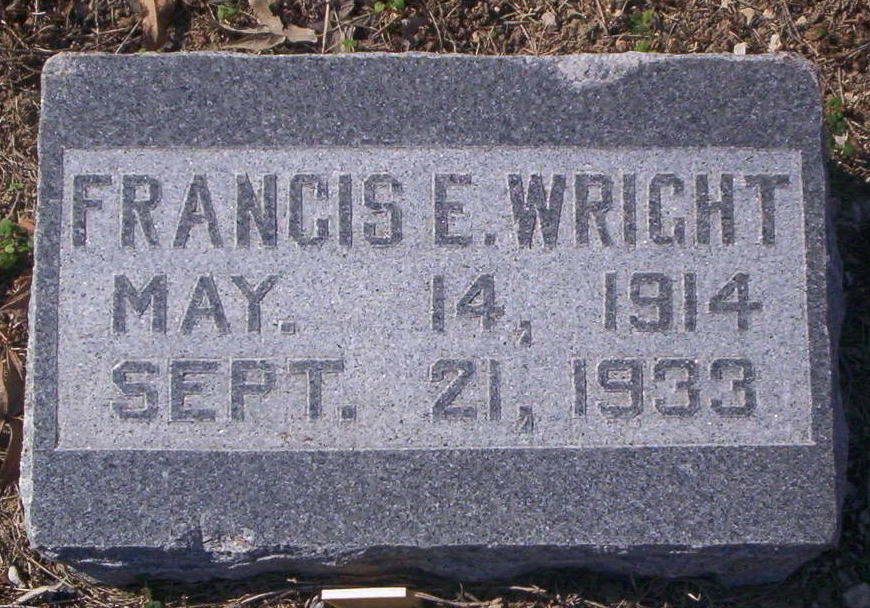 FRANCIS E. WRIGHT
MAY. 14, 1914
SEPT. 21, 1933